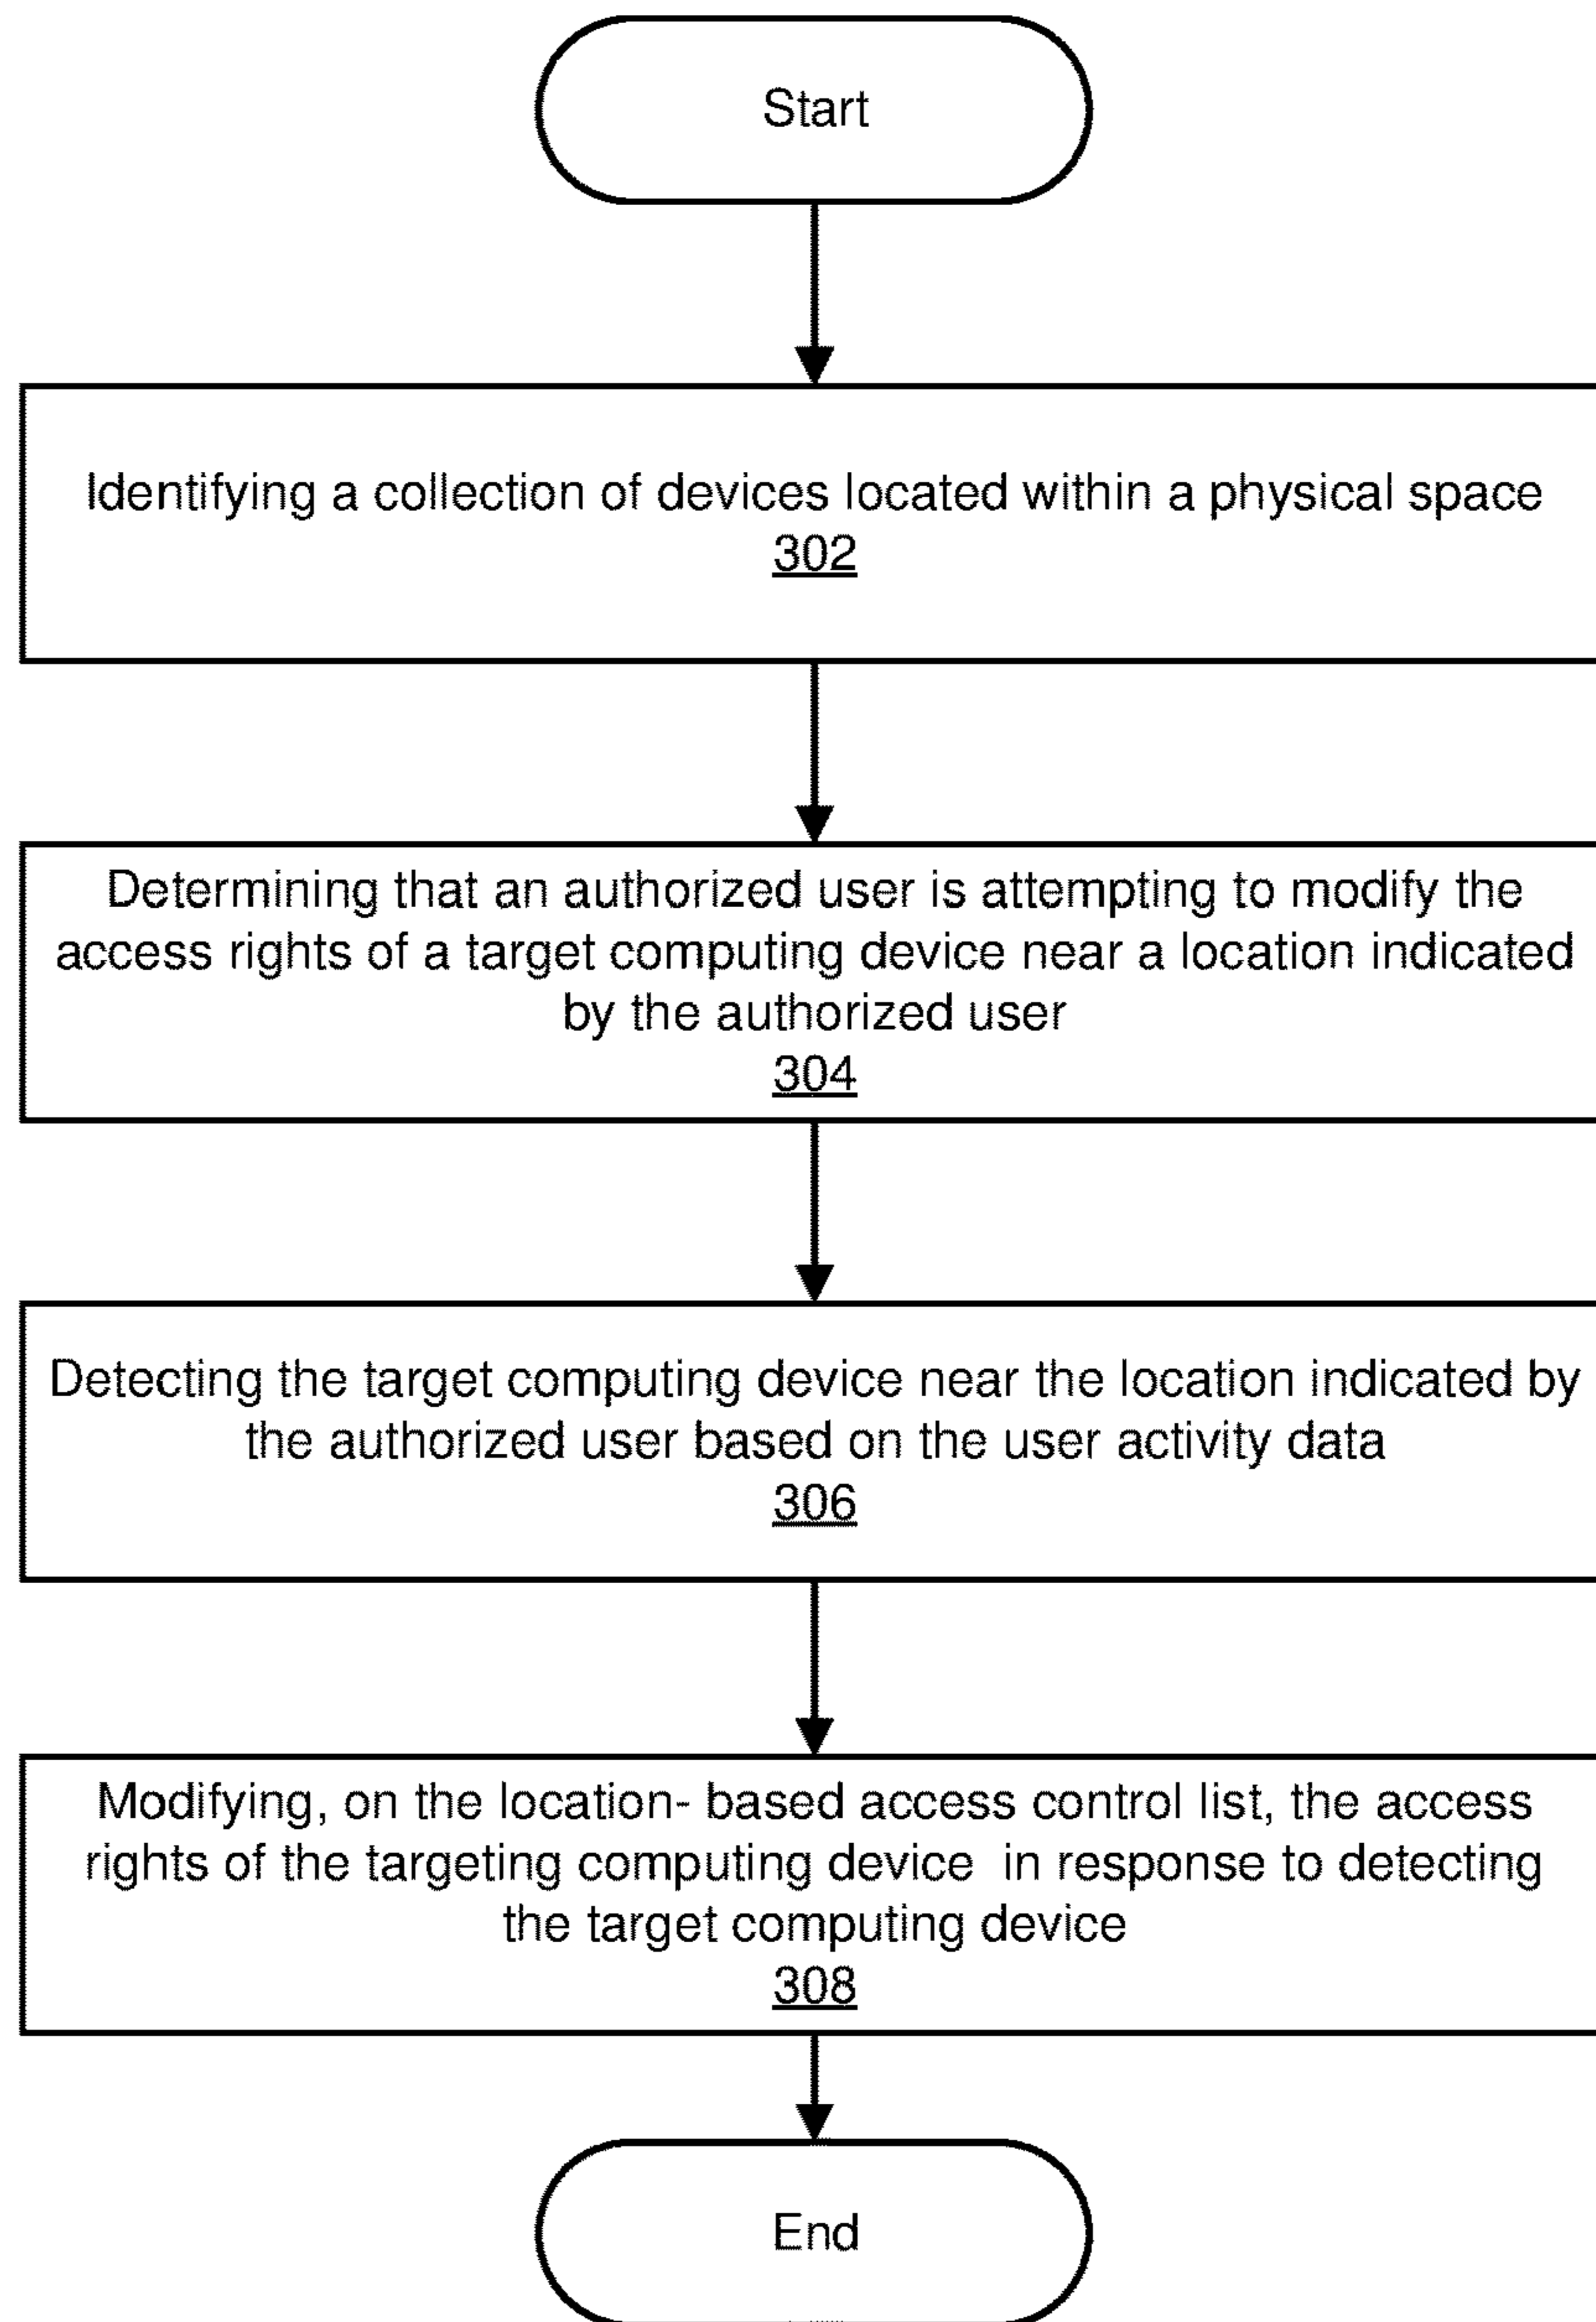 Start
Identifying a collection of devices located within a physical space
302
Determining that an authorized user is attempting to modify the
access rights of a target computing device near a location indicated
by the authorized user
304
Detecting the target computing device near the location indicated by
the authorized user based on the user activity data
306
Modifying, on the location- based access control list, the access
rights of the targeting computing device in response to detecting
the target computing device
308
End